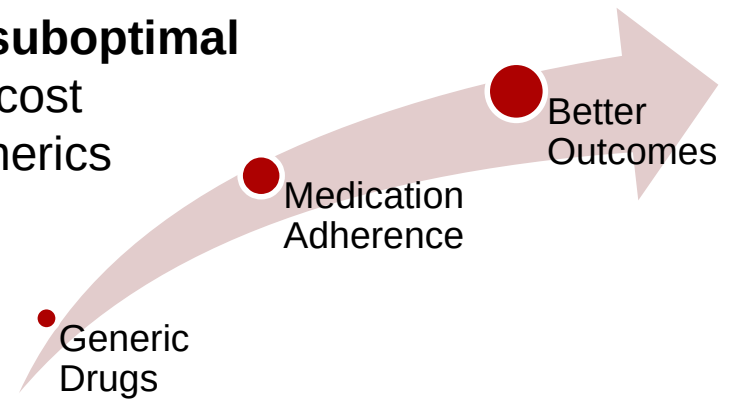 suboptimal
cost
nerics
Better
Outcomes
Medication
Adherence
Generic
Drugs